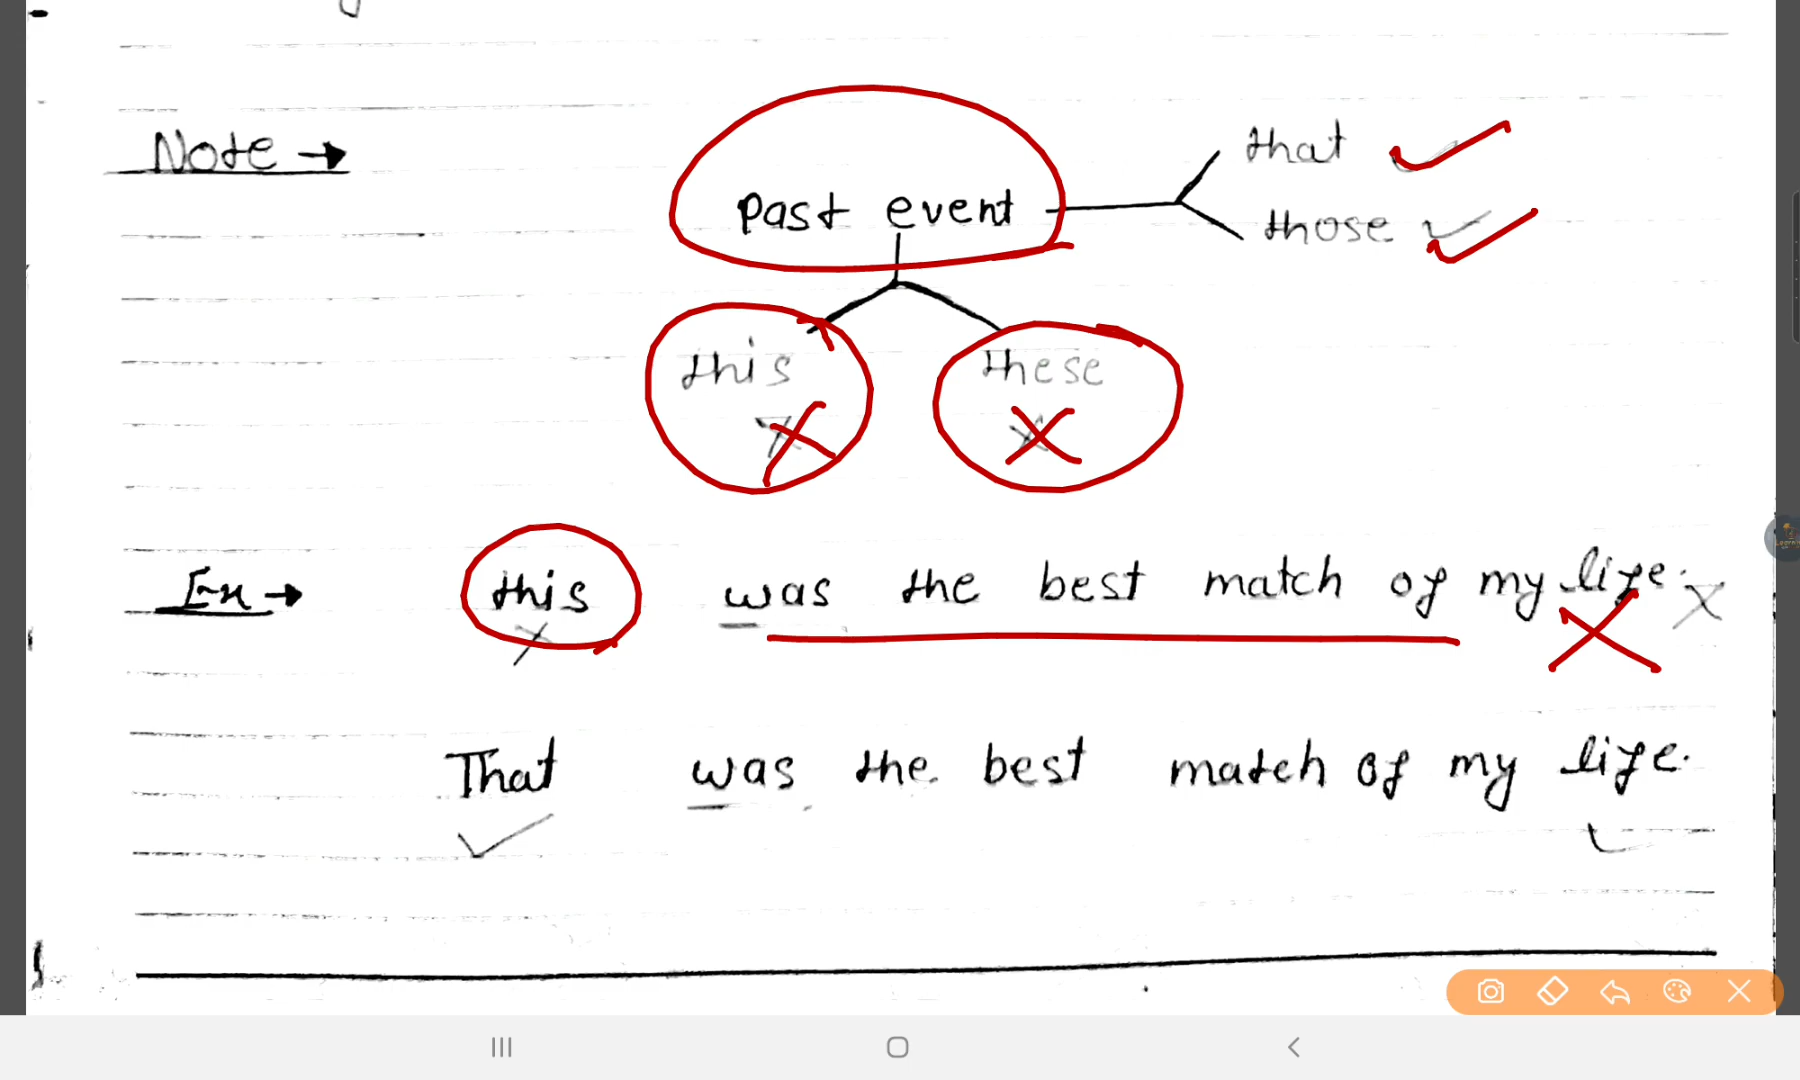 Note →
that ✓
past event
those ✓
this these
X X
Ex → this was the best match of my life. X
X
That was the best match of my life.
✓